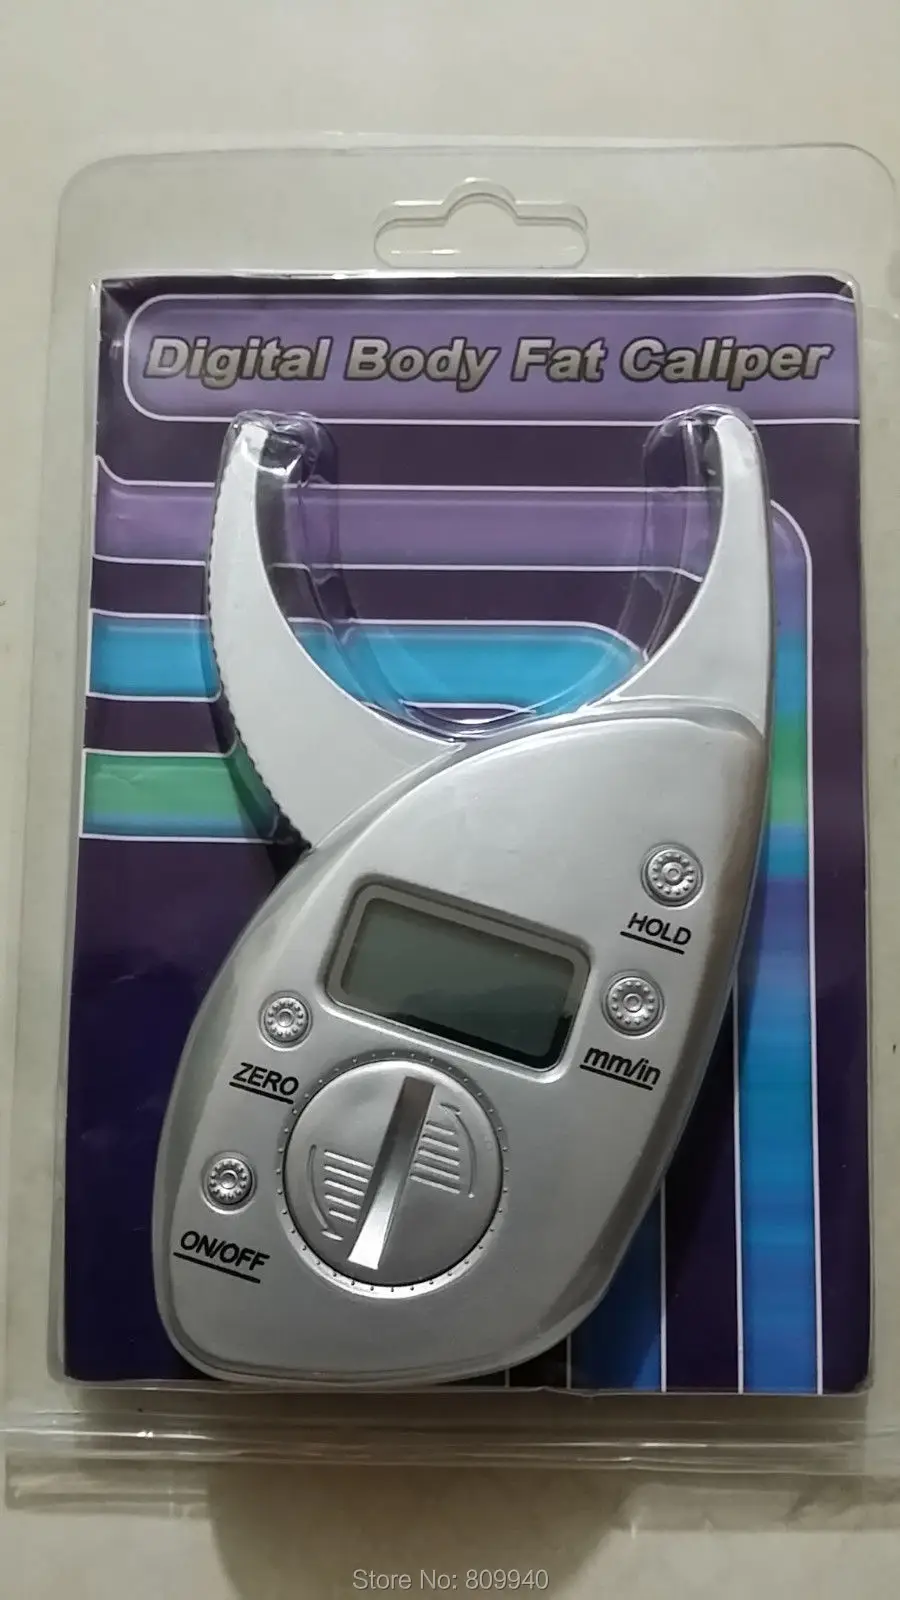 Digital Body Fat Caliper
HOLD
mm/in
ZERO
ON/OFF
Store No: 809940